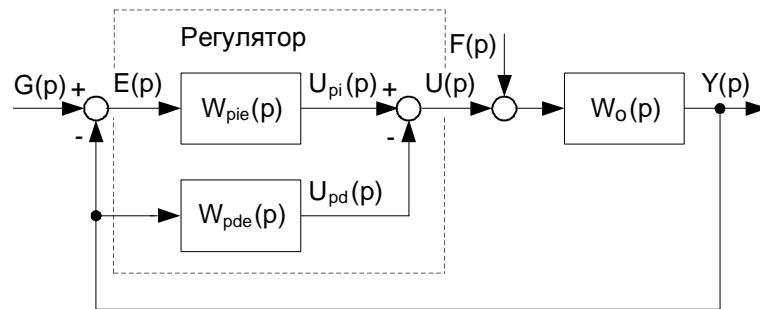 Регулятор
F(p)
G(p) + E(p) W_pie(p) U_pi(p) + U(p) W_o(p) Y(p)
- -
W_pde(p) U_pd(p)